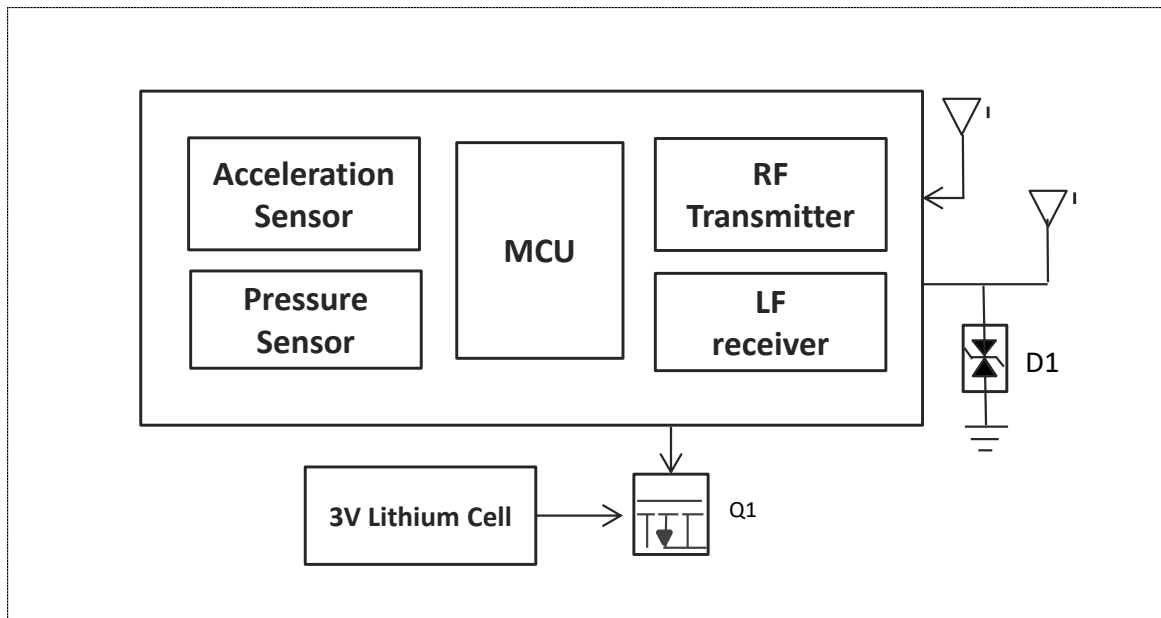 Acceleration
Sensor
Pressure
Sensor
MCU
RF
Transmitter
LF
receiver
D1
3V Lithium Cell
Q1